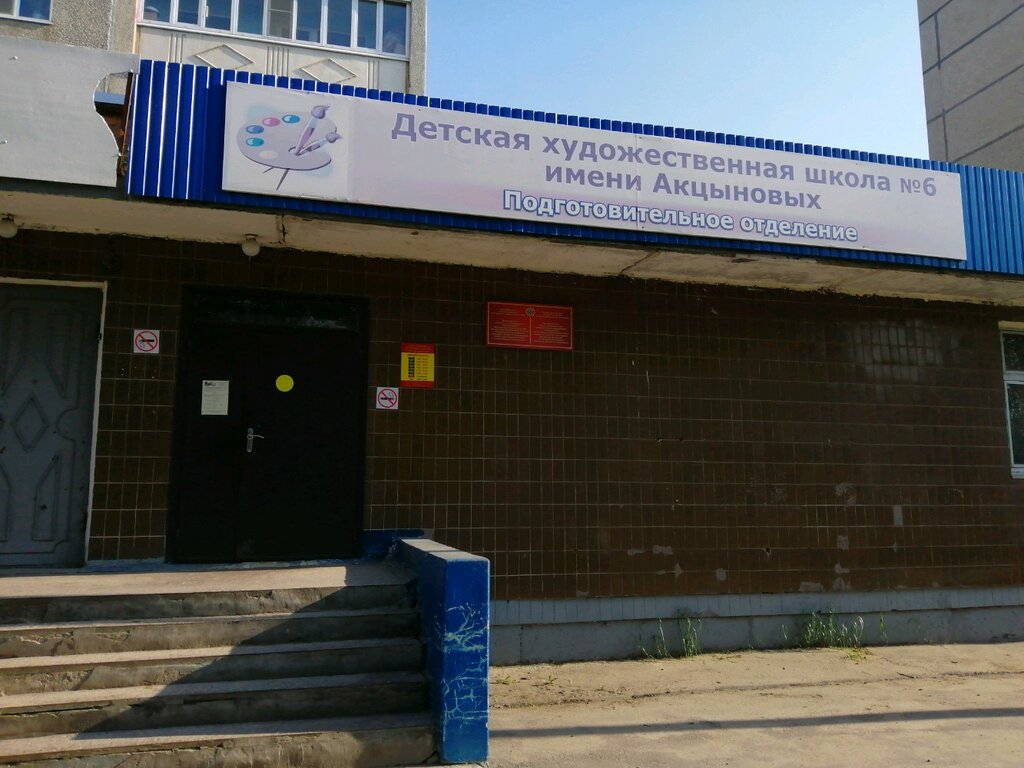 Детская художественная школа №6
имени Акцыновых
Подготовительное отделение